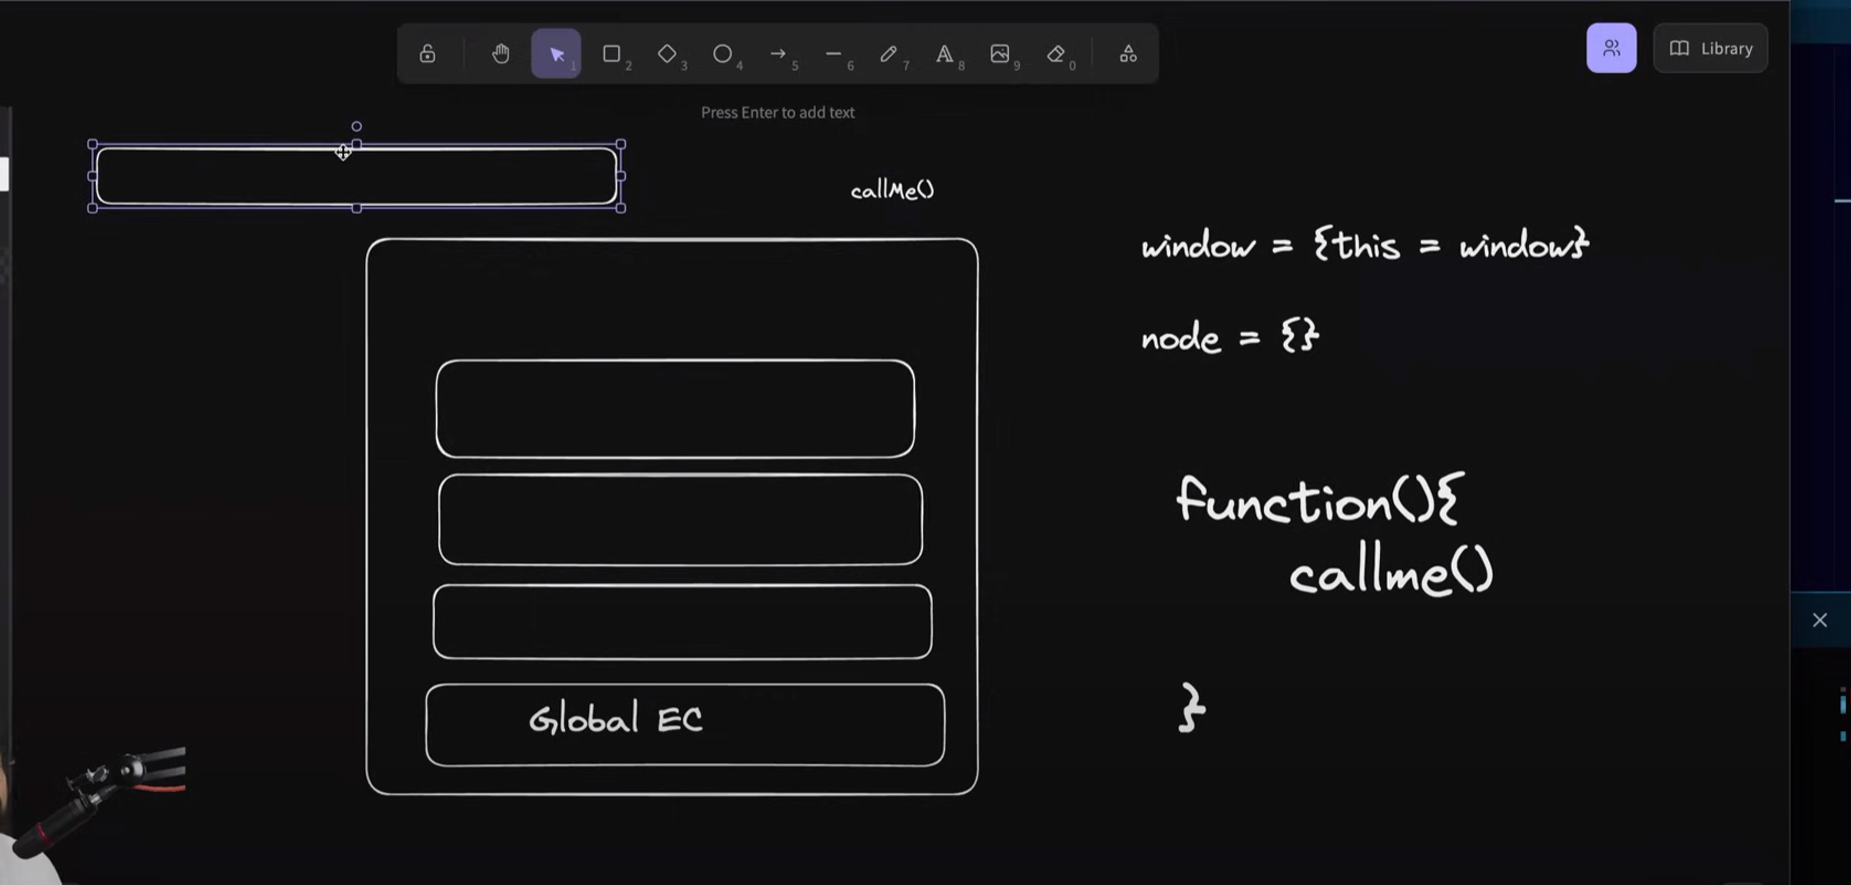 1
2
3
4
5
6
7
8
9
0
Library
Press Enter to add text
callMe()
window = {this = window}
node = {}
function(){
callme()
}
Global EC